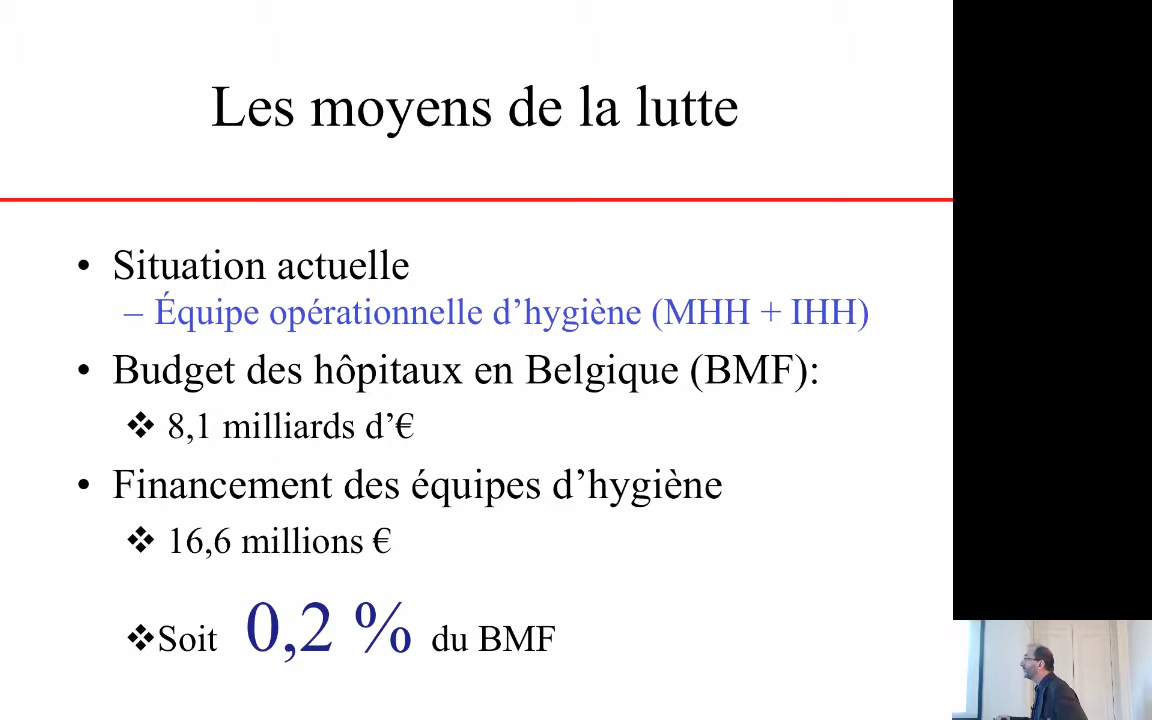 Les moyens de la lutte
• Situation actuelle
– Équipe opérationnelle d’hygiène (MHH + IHH)
• Budget des hôpitaux en Belgique (BMF):
❖ 8,1 milliards d’€
• Financement des équipes d’hygiène
❖ 16,6 millions €
❖Soit 0,2 % du BMF